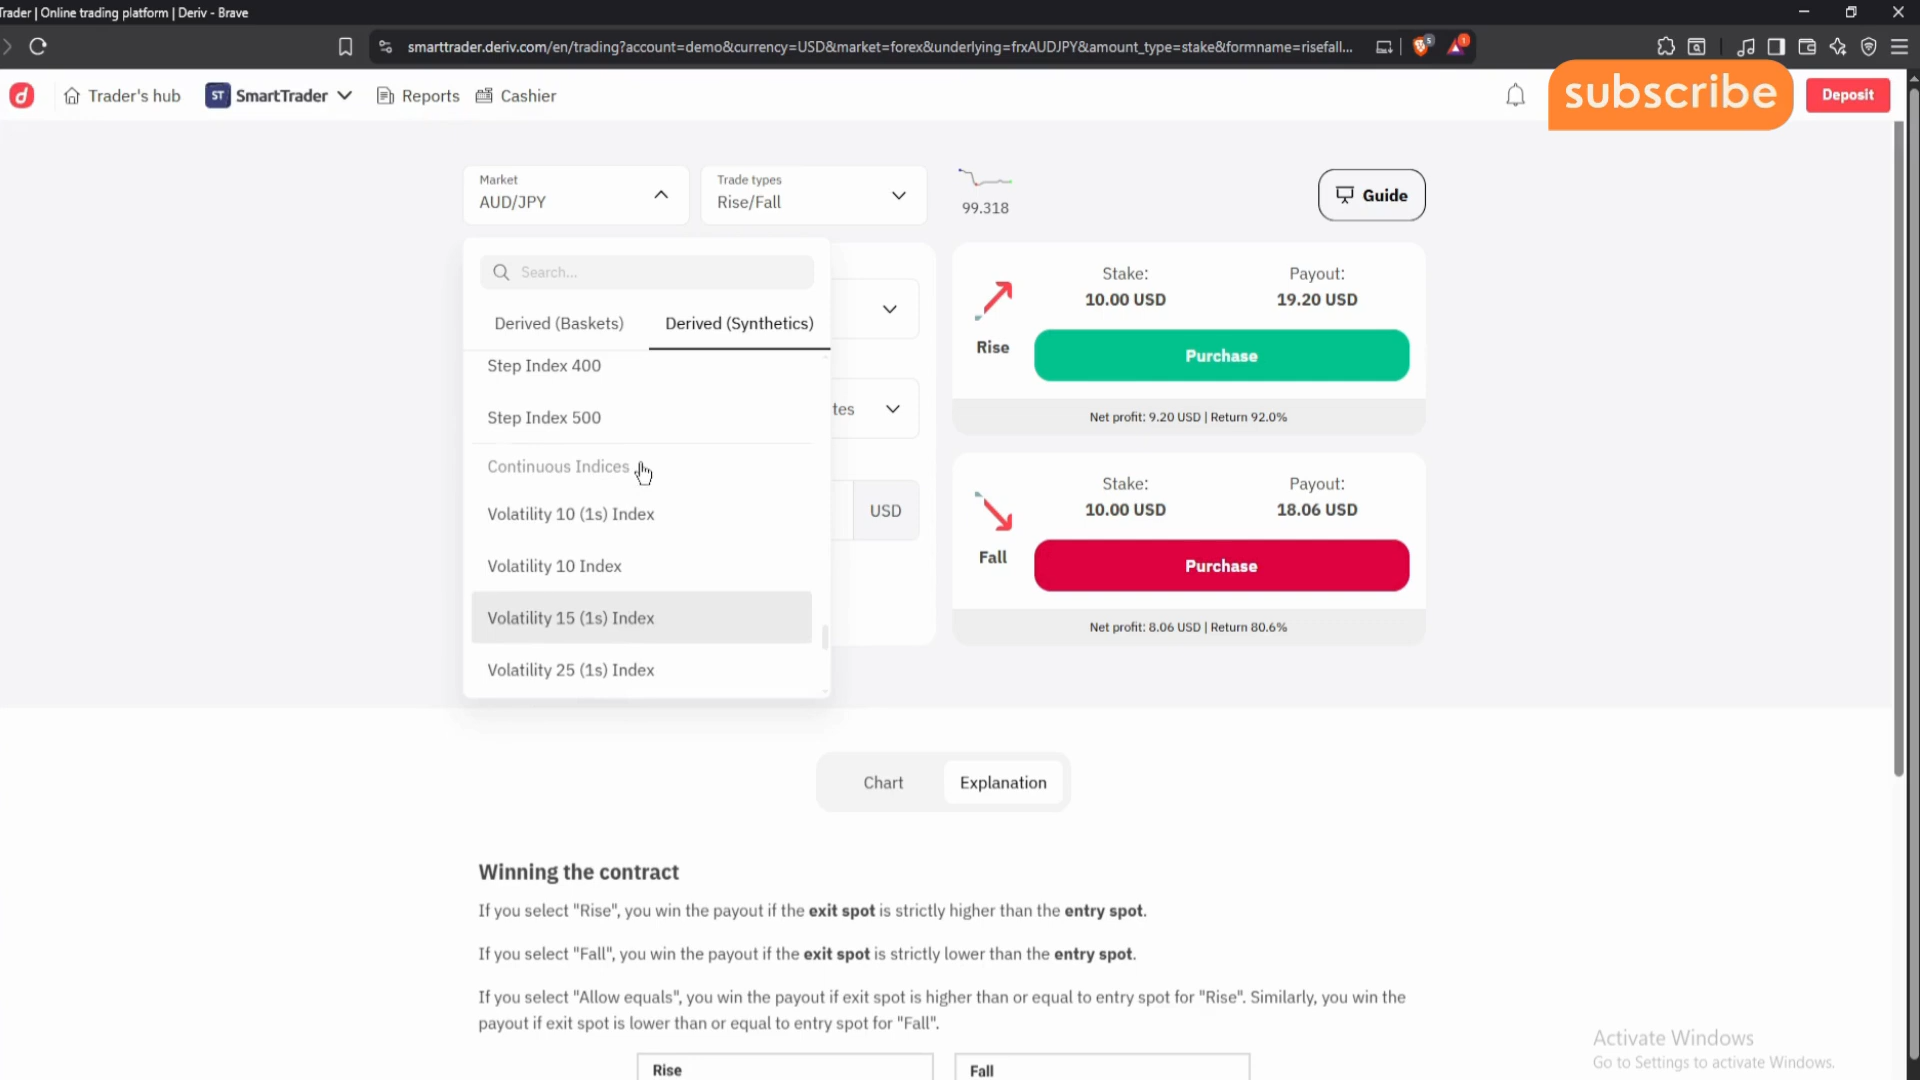 Trader | Online trading platform | Deriv - Brave
smarttrader.deriv.com/en/trading?account=demo&currency=USD&market=forex&underlying=frxAUDJPY&amount_type=stake&formname=risefall...
5
1
Trader's hub
ST SmartTrader
Reports
Cashier
subscribe
Deposit
Market
AUD/JPY
Trade types
Rise/Fall
99.318
Guide
Search...
Derived (Baskets)
Derived (Synthetics)
Step Index 400
Step Index 500
Continuous Indices
Volatility 10 (1s) Index
Volatility 10 Index
Volatility 15 (1s) Index
Volatility 25 (1s) Index
tes
USD
Rise
Stake:
10.00 USD
Payout:
19.20 USD
Purchase
Net profit: 9.20 USD | Return 92.0%
Fall
Stake:
10.00 USD
Payout:
18.06 USD
Purchase
Net profit: 8.06 USD | Return 80.6%
Chart
Explanation
Winning the contract
If you select "Rise", you win the payout if the exit spot is strictly higher than the entry spot.
If you select "Fall", you win the payout if the exit spot is strictly lower than the entry spot.
If you select "Allow equals", you win the payout if exit spot is higher than or equal to entry spot for "Rise". Similarly, you win the
payout if exit spot is lower than or equal to entry spot for "Fall".
Rise
Fall
Activate Windows
Go to Settings to activate Windows.